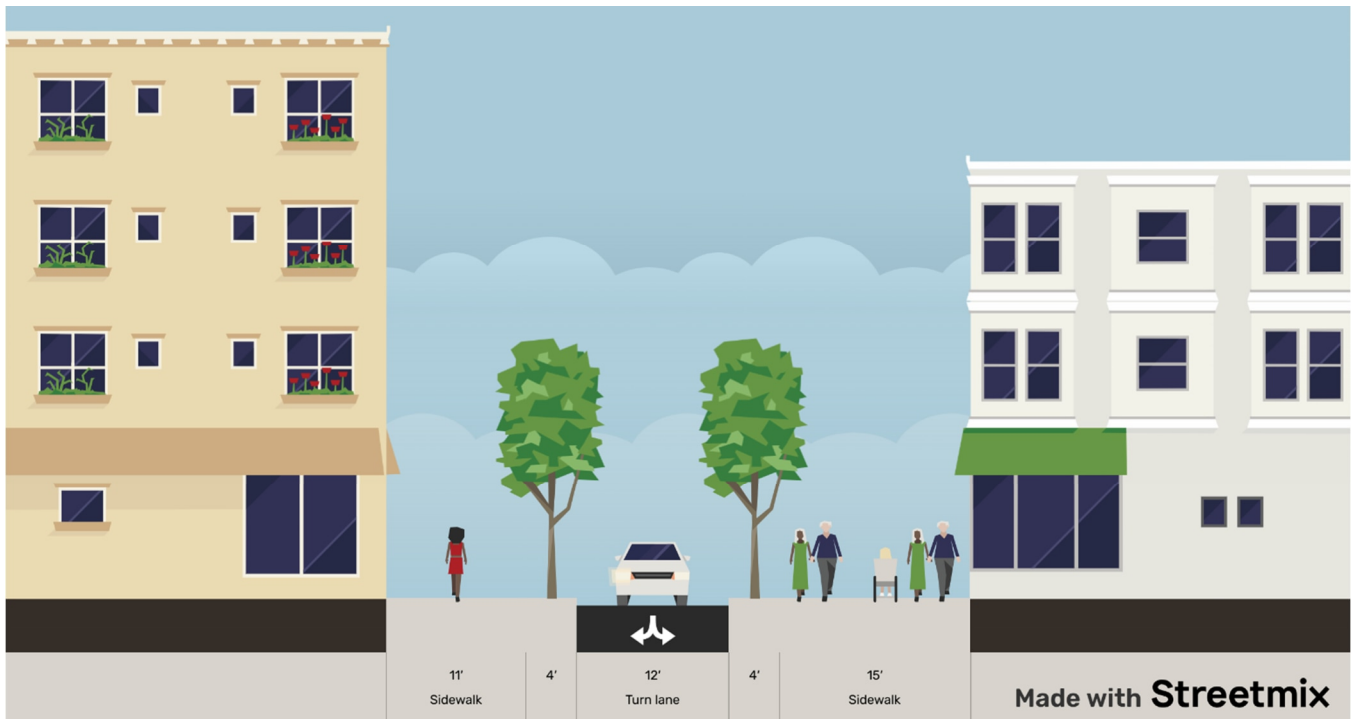 11′
4′
12′
4′
15′
Sidewalk
Turn lane
Sidewalk
Made with Streetmix